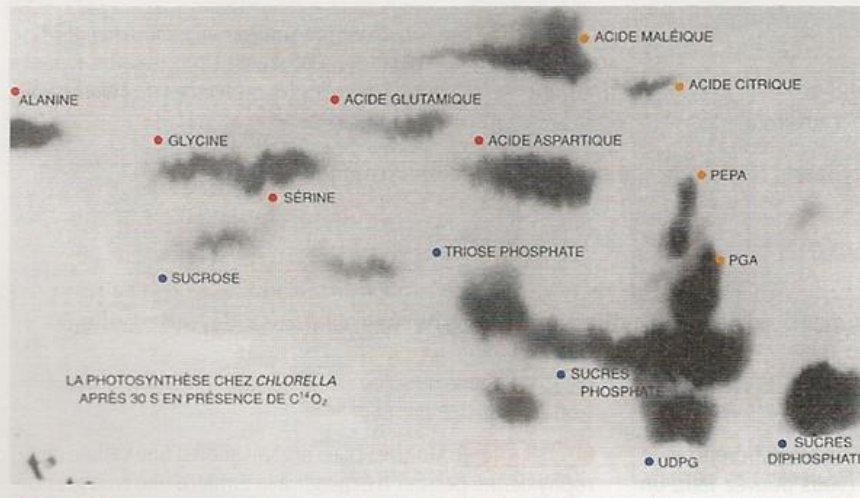 ACIDE MALÉIQUE
ACIDE CITRIQUE
ALANINE
ACIDE GLUTAMIQUE
GLYCINE
ACIDE ASPARTIQUE
PEPA
SÉRINE
TRIOSE PHOSPHATE
PGA
SUCROSE
LA PHOTOSYNTHÈSE CHEZ CHLORELLA
APRÈS 30 S EN PRÉSENCE DE C¹⁴O₂
SUCRES
PHOSPHATE
SUCRES
DIPHOSPHATE
UDPG